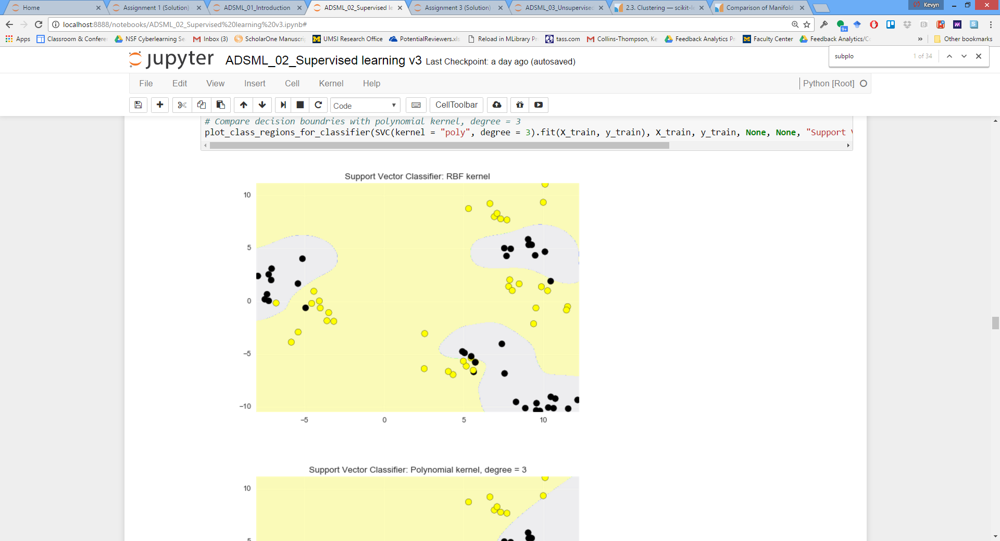 Home
Assignment 1 (Solution)
ADSML_01_Introduction
ADSML_02_Supervised le
Assignment 3 (Solution)
ADSML_03_Unsupervised
2.3. Clustering — scikit-le
Comparison of Manifold
Kevyn
localhost:8888/notebooks/ADSML_02_Supervised%20learning%20v3.ipynb#
9+
Apps
Classroom & Confere
NSF Cyberlearning Se
Inbox (3)
ScholarOne Manuscri
UMSI Research Office
PotentialReviewers.xls
Reload in MLibrary Pr
tass.com
Collins-Thompson, Ke
Feedback Analytics Pr
Faculty Center
Feedback Analytics/Co
»
Other bookmarks
jupyter
ADSML_02_Supervised learning v3 Last Checkpoint: a day ago (autosaved)
subplo
1 of 34
File
Edit
View
Insert
Cell
Kernel
Help
Python [Root]
Code
CellToolbar
# Compare decision boundries with polynomial kernel, degree = 3
plot_class_regions_for_classifier(SVC(kernel = "poly", degree = 3).fit(X_train, y_train), X_train, y_train, None, None, "Support V
Support Vector Classifier: RBF kernel
10
5
0
−5
−10
−5
0
5
10
Support Vector Classifier: Polynomial kernel, degree = 3
10
5